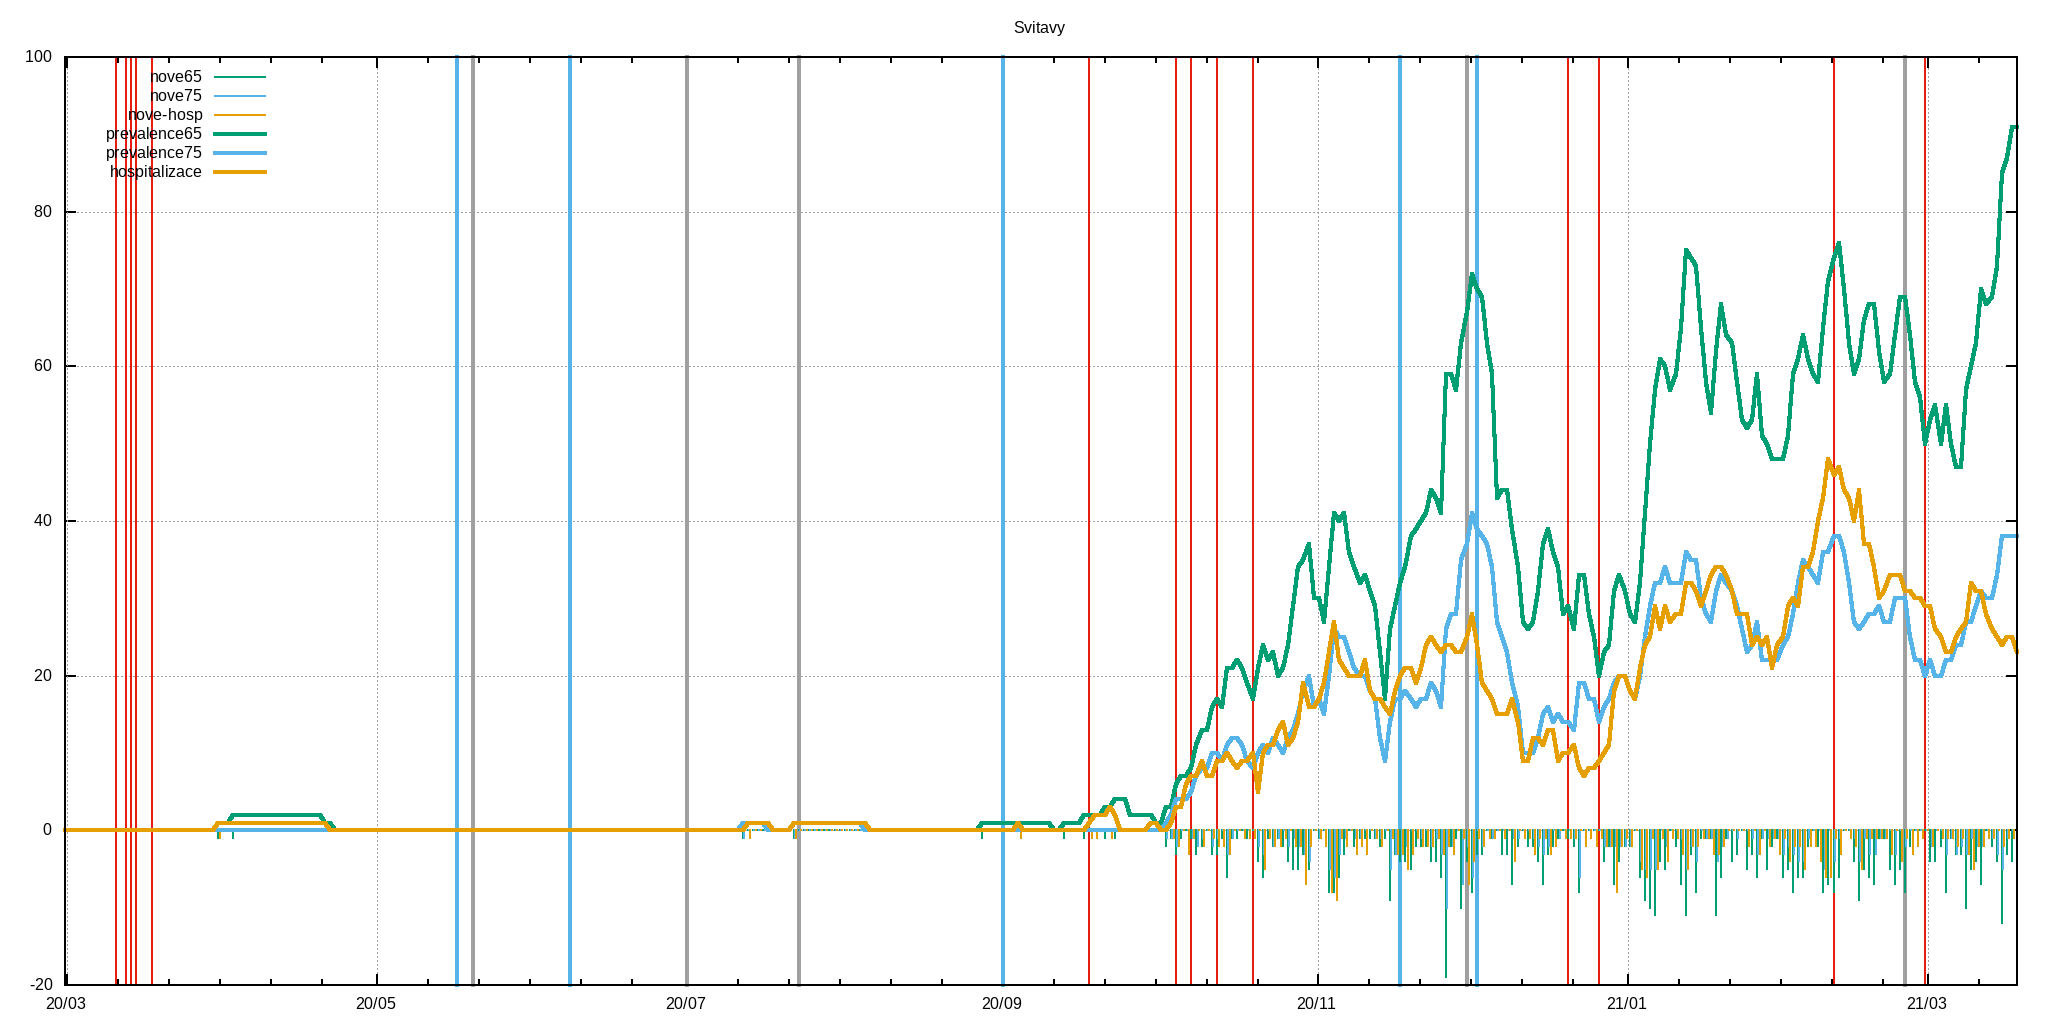 Svitavy
100
80
60
40
20
0
-20
nove65
nove75
nove-hosp
prevalence65
prevalence75
hospitalizace
20/03 20/05 20/07 20/09 20/11 21/01 21/03